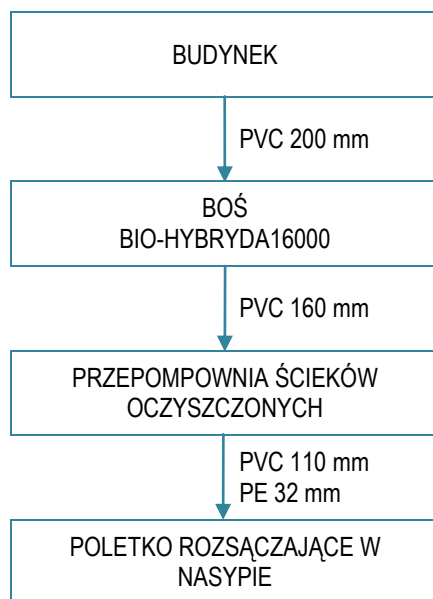 BUDYNEK
PVC 200 mm
BOŚ
BIO-HYBRYDA16000
PVC 160 mm
PRZEPOMPOWNIA ŚCIEKÓW
OCZYSZCZONYCH
PVC 110 mm
PE 32 mm
POLETKO ROZSĄCZAJĄCE W
NASYPIE